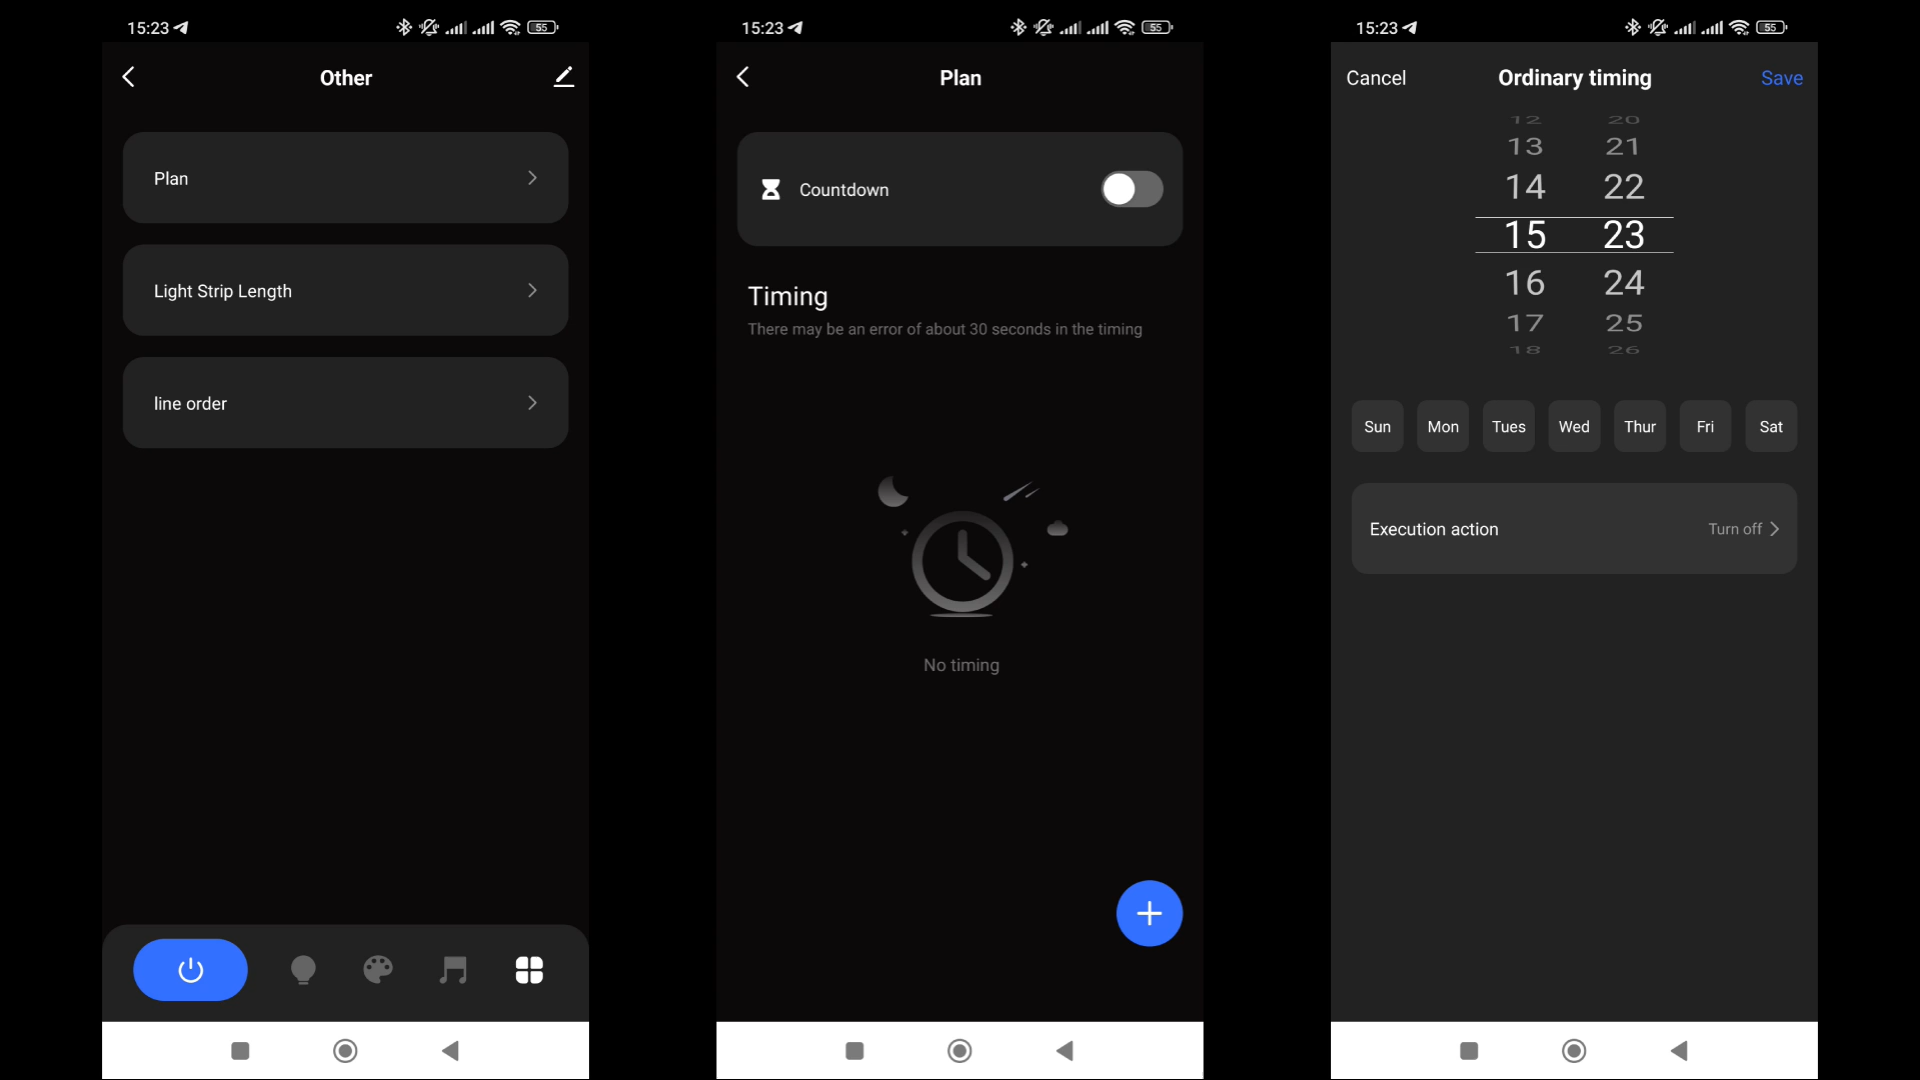 15:23
55
Other
Plan
Light Strip Length
line order
15:23
55
Plan
Countdown
Timing
There may be an error of about 30 seconds in the timing
No timing
15:23
55
Cancel
Ordinary timing
Save
12 20
13 21
14 22
15 23
16 24
17 25
18 26
Sun Mon Tues Wed Thur Fri Sat
Execution action
Turn off